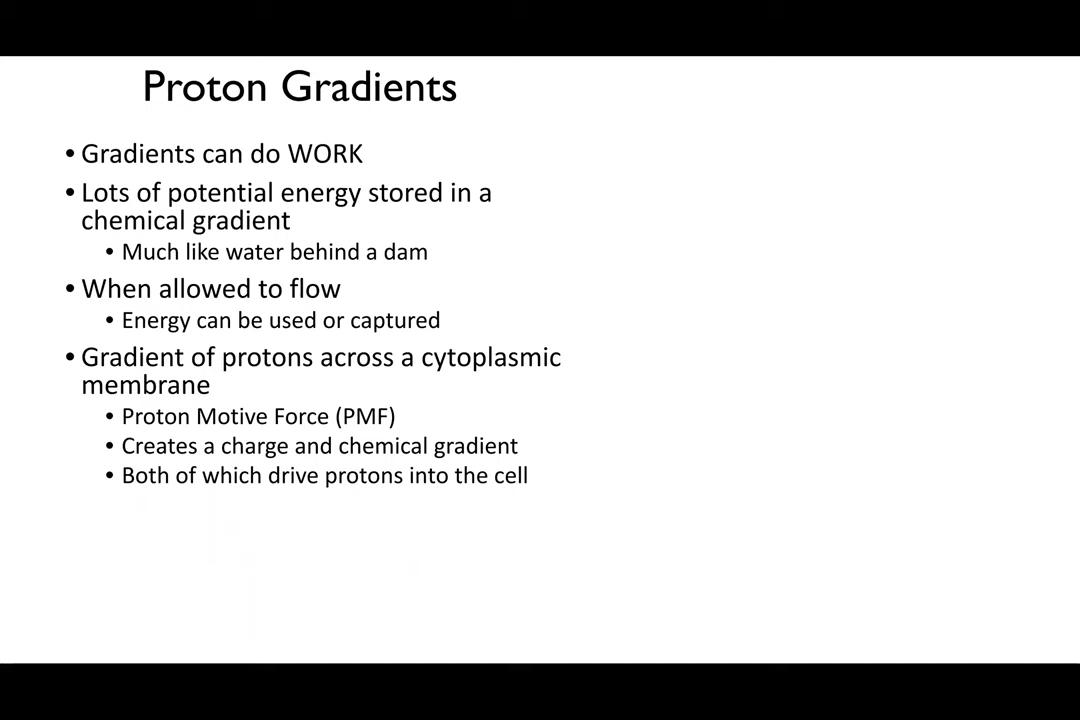 Proton Gradients
• Gradients can do WORK
• Lots of potential energy stored in a
chemical gradient
• Much like water behind a dam
• When allowed to flow
• Energy can be used or captured
• Gradient of protons across a cytoplasmic
membrane
• Proton Motive Force (PMF)
• Creates a charge and chemical gradient
• Both of which drive protons into the cell